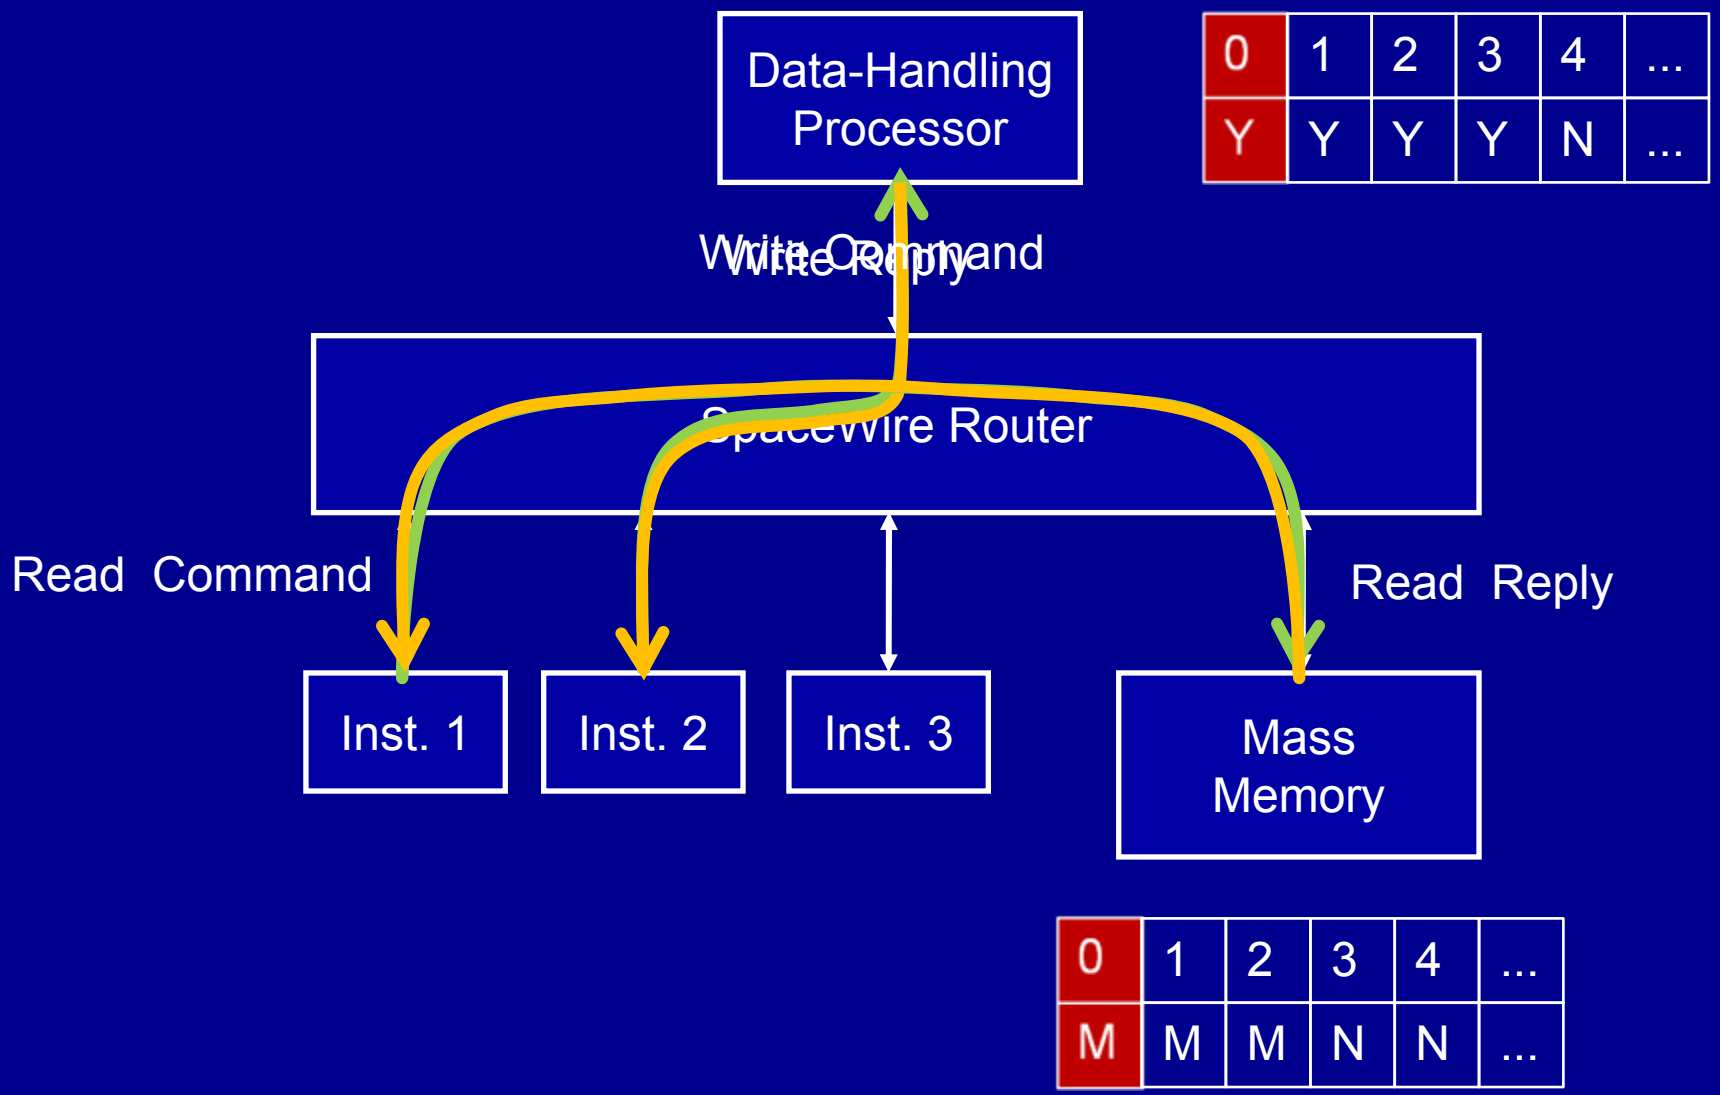 Data-Handling
Processor
0 1 2 3 4 ...
Y Y Y Y N ...
Write Command
Write Reply
SpaceWire Router
Read Command
Read Reply
Inst. 1
Inst. 2
Inst. 3
Mass
Memory
0 1 2 3 4 ...
M M M N N ...